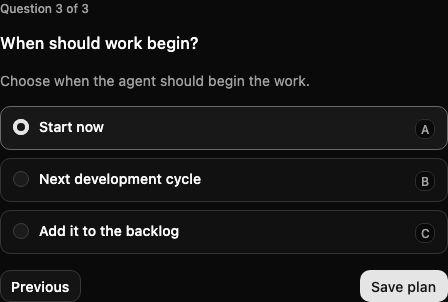 Question 3 of 3
When should work begin?
Choose when the agent should begin the work.
Start now A
Next development cycle B
Add it to the backlog C
Previous Save plan